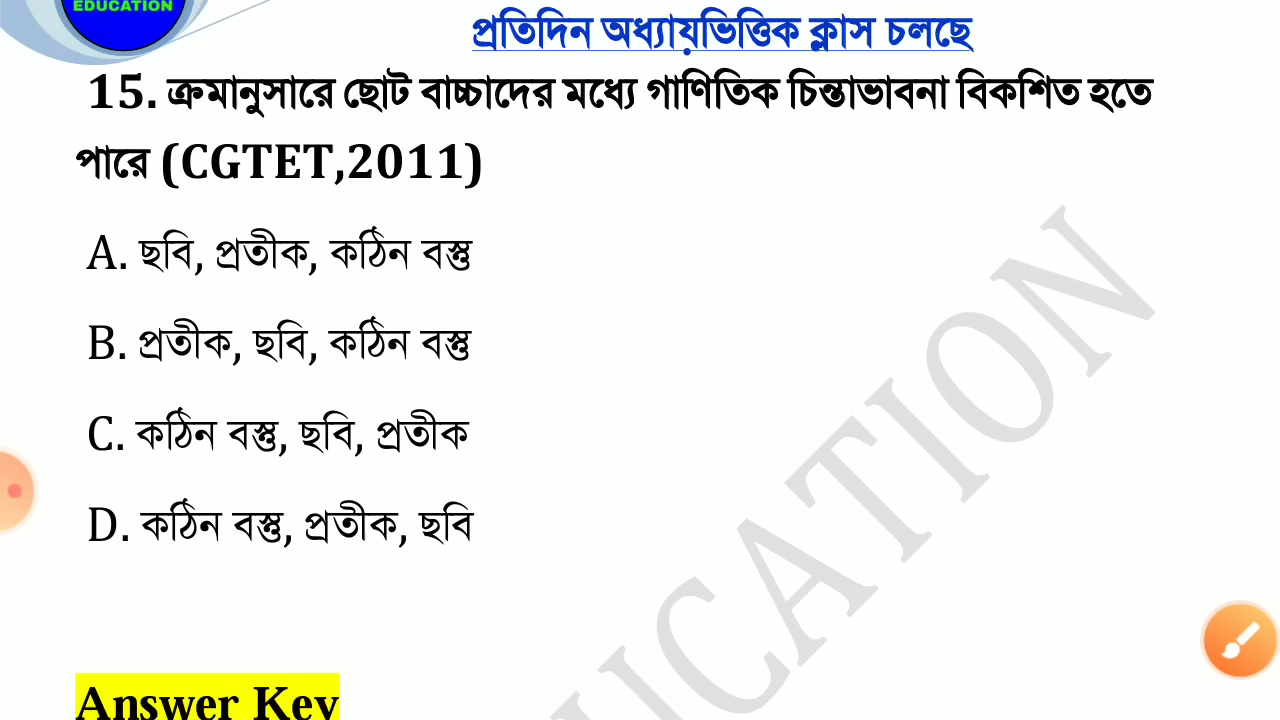 EDUCATION
প্রতিদিন অধ্যায়ভিত্তিক ক্লাস চলছে
15. ক্রমানুসারে ছোট বাচ্চাদের মধ্যে গাণিতিক চিন্তাভাবনা বিকশিত হতে
পারে (CGTET,2011)
A. ছবি, প্রতীক, কঠিন বস্তু
B. প্রতীক, ছবি, কঠিন বস্তু
C. কঠিন বস্তু, ছবি, প্রতীক
D. কঠিন বস্তু, প্রতীক, ছবি
UCATION
Answer Key